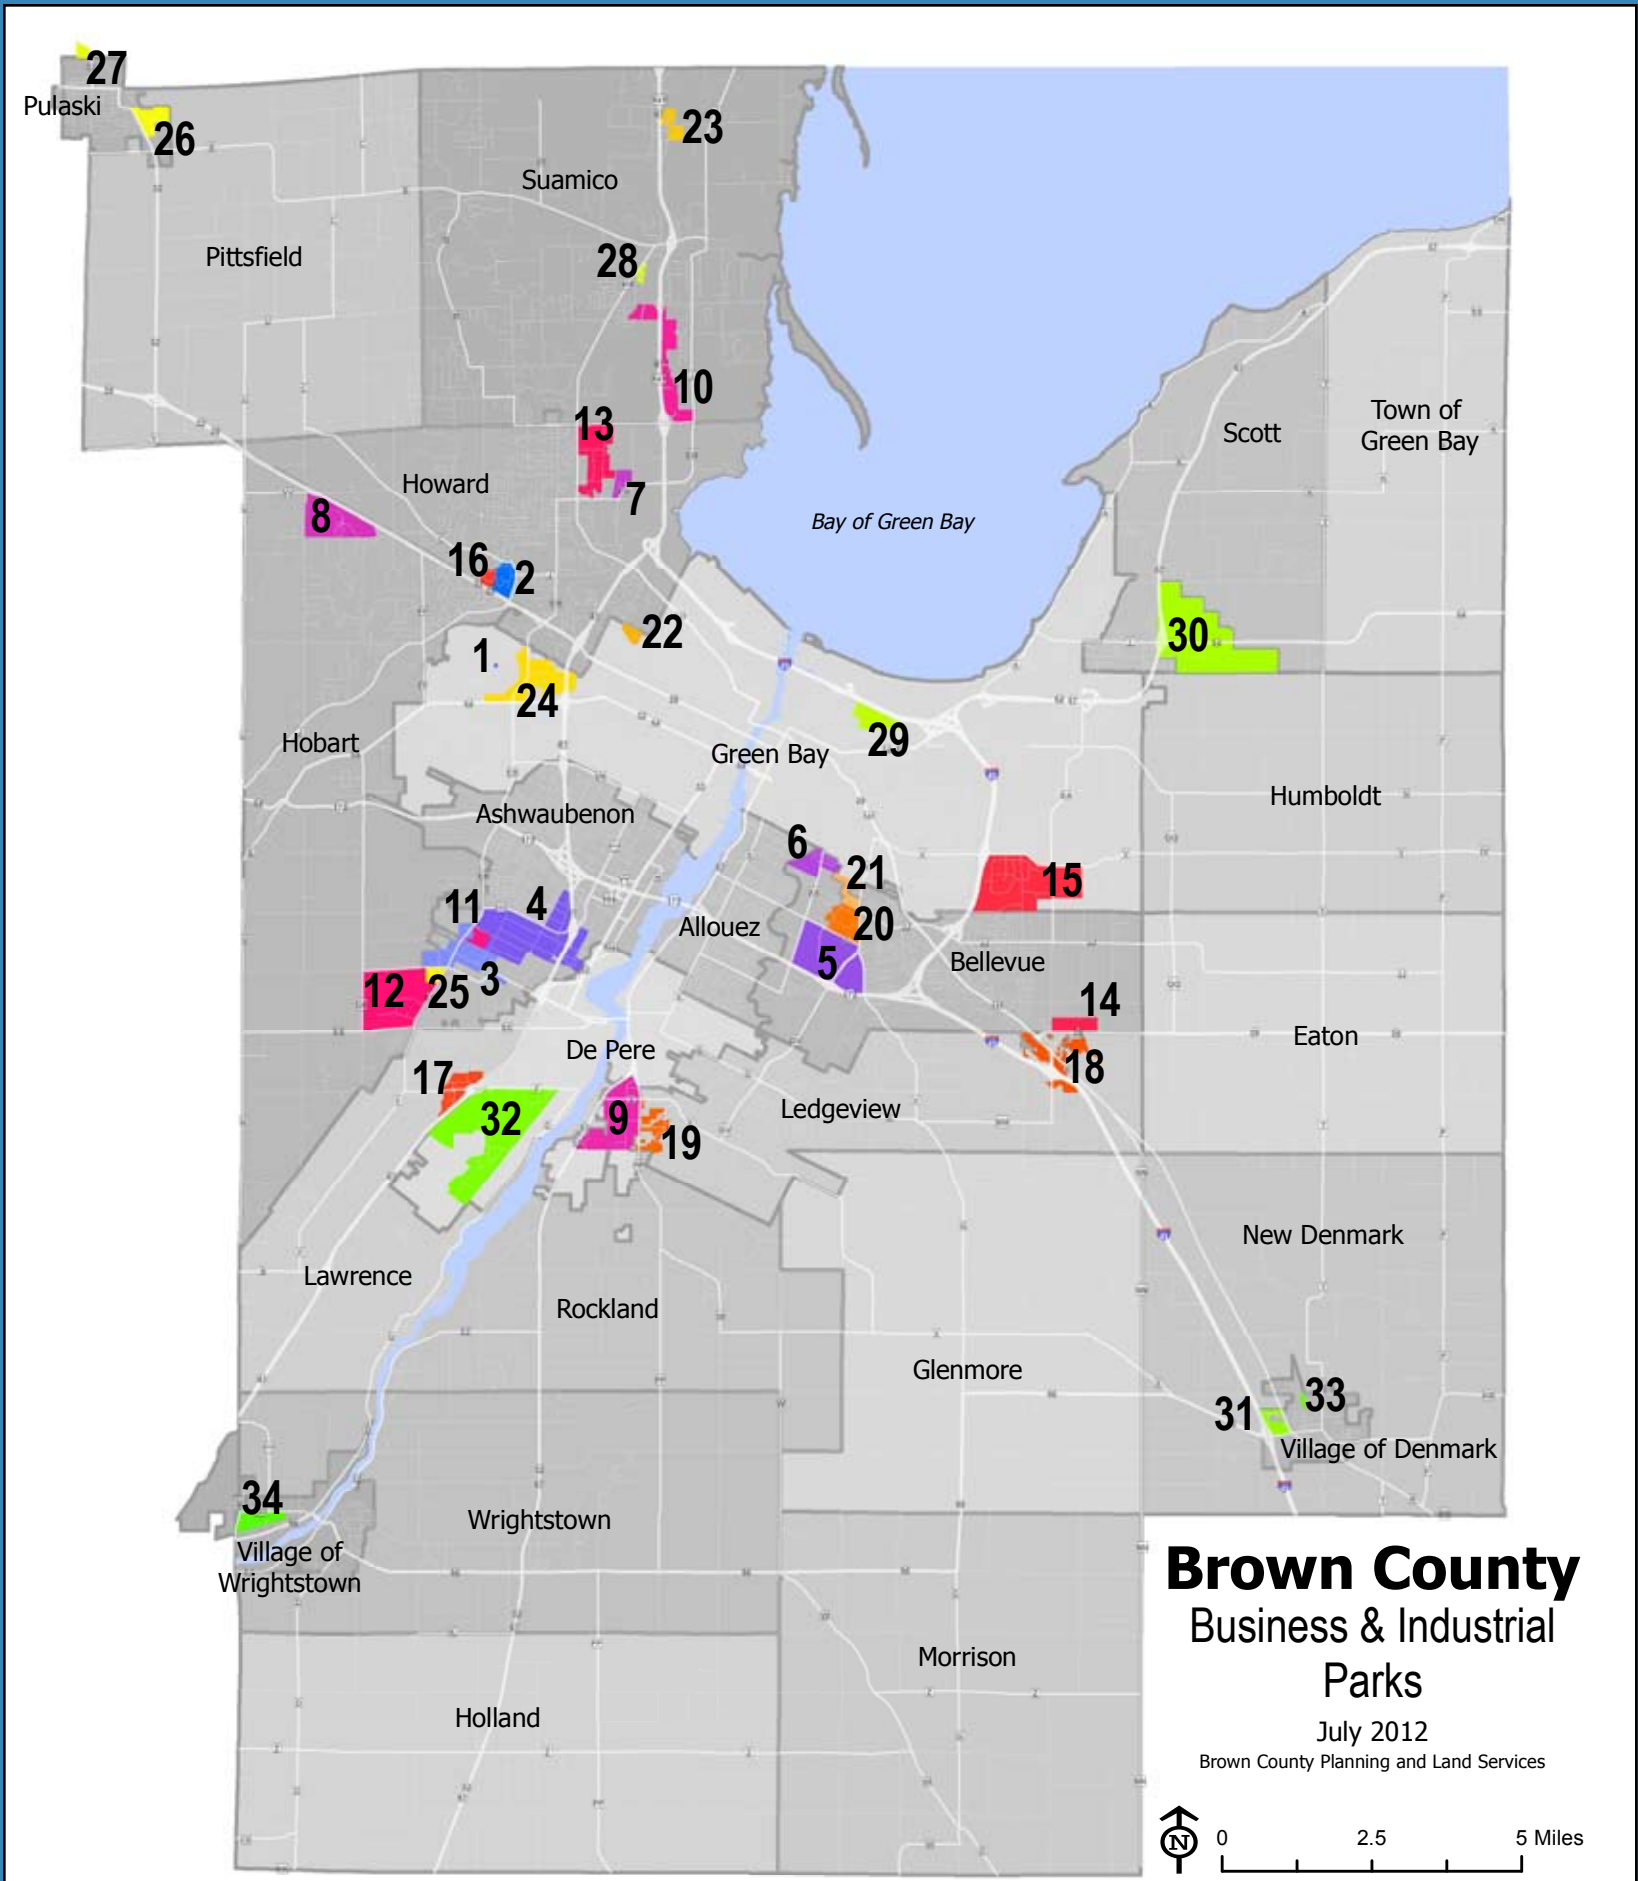 27
Pulaski
26
23
Suamico
Pittsfield
28
10
13
Town of
Green Bay
Scott
Howard
7
8
Bay of Green Bay
16
2
22
30
1
24
29
Hobart
Green Bay
Humboldt
Ashwaubenon
6
21
15
11
4
20
Allouez
5
Bellevue
12
25
3
14
Eaton
De Pere
18
17
32
9
19
Ledgeview
New Denmark
Lawrence
Rockland
Glenmore
31
33
Village of Denmark
34
Wrightstown
Village of
Wrightstown
Brown County
Business & Industrial
Parks
July 2012
Brown County Planning and Land Services
Morrison
Holland
N
0 2.5 5 Miles